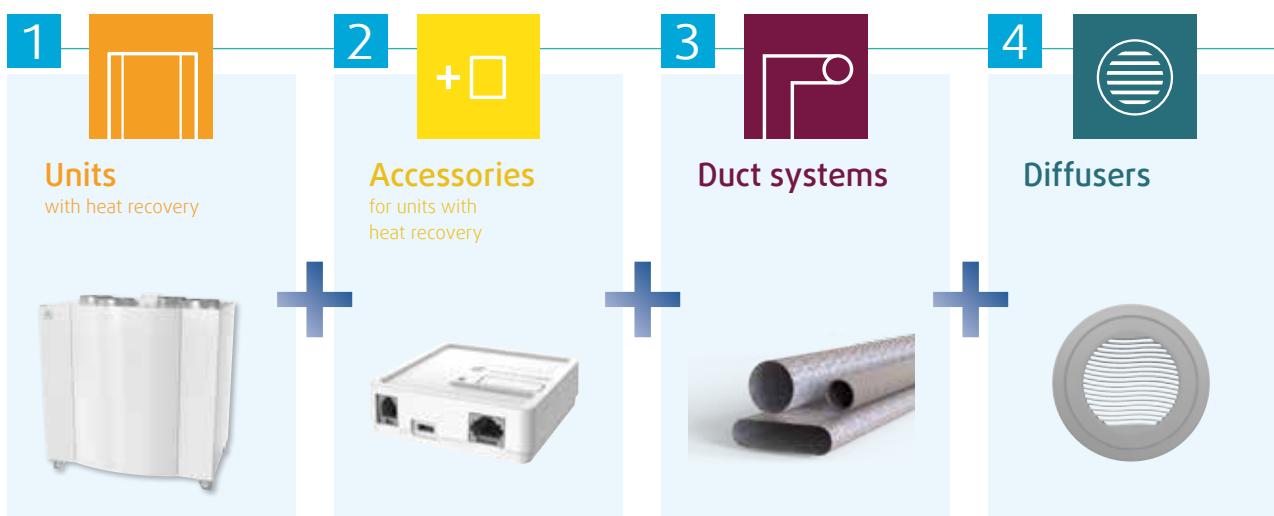 1
Units
with heat recovery
2
Accessories
for units with
heat recovery
3
Duct systems
4
Diffusers